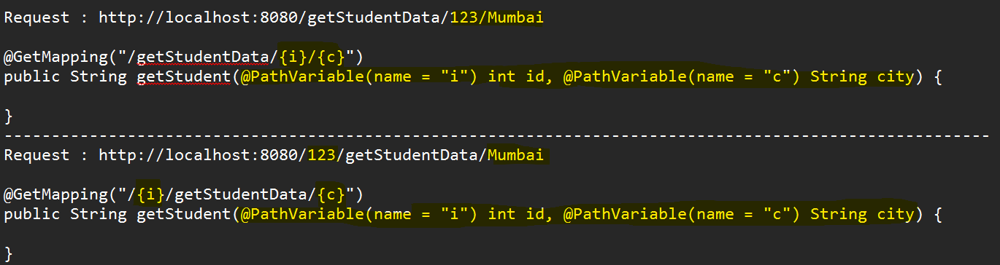 Request : http://localhost:8080/getStudentData/123/Mumbai
@GetMapping("/getStudentData/{i}/{c}")
public String getStudent(@PathVariable(name = "i") int id, @PathVariable(name = "c") String city) {
}
---------------------------------------------------------------------------------------------------------
Request : http://localhost:8080/123/getStudentData/Mumbai
@GetMapping("/{i}/getStudentData/{c}")
public String getStudent(@PathVariable(name = "i") int id, @PathVariable(name = "c") String city) {
}